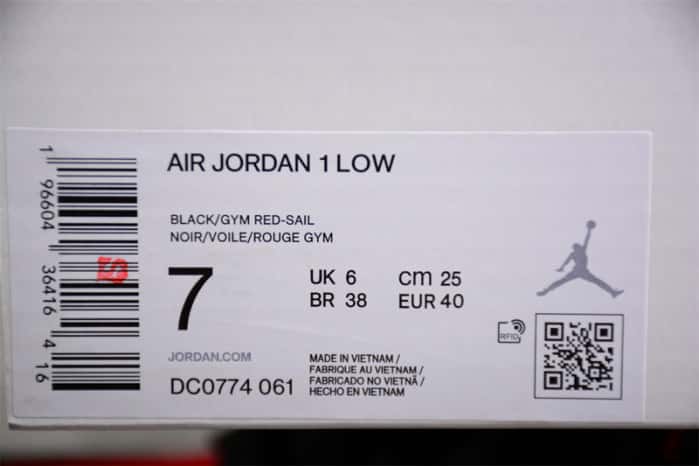 AIR JORDAN 1 LOW
BLACK/GYM RED-SAIL
NOIR/VOILE/ROUGE GYM
7
UK 6 cm 25
BR 38 EUR 40
JORDAN.COM
DC0774 061
MADE IN VIETNAM /
FABRIQUE AU VIETNAM /
FABRICADO NO VIETNÃ /
HECHO EN VIETNAM
RFID
1 96604 36416 4 16